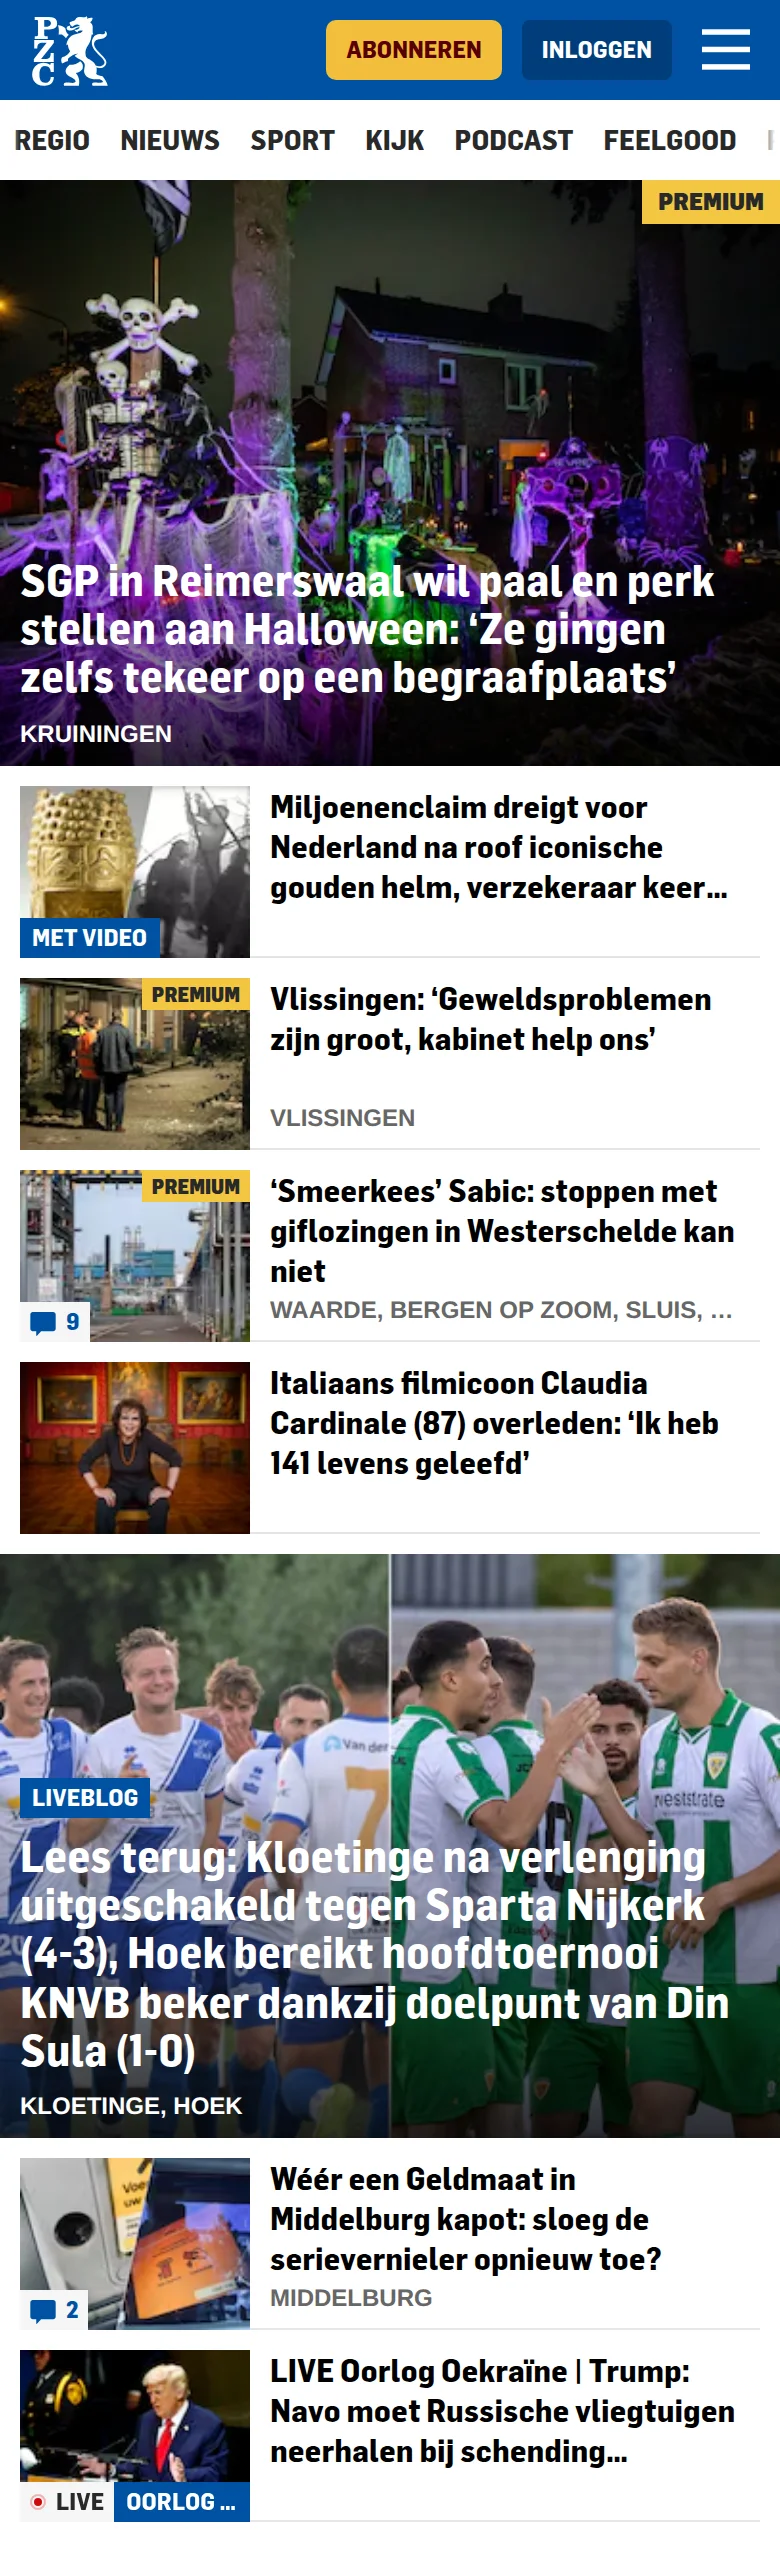 PZC
ABONNEREN
INLOGGEN
REGIO NIEUWS SPORT KIJK PODCAST FEELGOOD
PREMIUM
SGP in Reimerswaal wil paal en perk
stellen aan Halloween: ‘Ze gingen
zelfs tekeer op een begraafplaats’
KRUININGEN
MET VIDEO
Miljoenenclaim dreigt voor
Nederland na roof iconische
gouden helm, verzekeraar keer...
PREMIUM
Vlissingen: ‘Geweldsproblemen
zijn groot, kabinet help ons’
VLISSINGEN
PREMIUM
9
‘Smeerkees’ Sabic: stoppen met
giflozingen in Westerschelde kan
niet
WAARDE, BERGEN OP ZOOM, SLUIS, …
Italiaans filmicoon Claudia
Cardinale (87) overleden: ‘Ik heb
141 levens geleefd’
Van der
LIVEBLOG
Lees terug: Kloetinge na verlenging
uitgeschakeld tegen Sparta Nijkerk
(4-3), Hoek bereikt hoofdtoernooi
KNVB beker dankzij doelpunt van Din
Sula (1-0)
KLOETINGE, HOEK
2
Wéér een Geldmaat in
Middelburg kapot: sloeg de
serievernieler opnieuw toe?
MIDDELBURG
LIVE
OORLOG ...
LIVE Oorlog Oekraïne | Trump:
Navo moet Russische vliegtuigen
neerhalen bij schending...